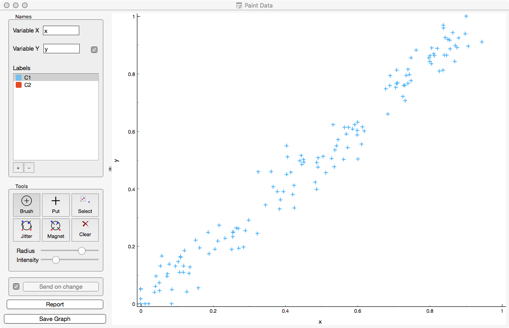 Paint Data
Names
Variable X x
Variable Y y
Labels
C1
C2
+ −
Tools
Brush Put Select
Jitter Magnet Clear
Radius
Intensity
Send on change
Report
Save Graph
1
0.8
0.6
0.4
0.2
0
y
0 0.2 0.4 0.6 0.8 1
x